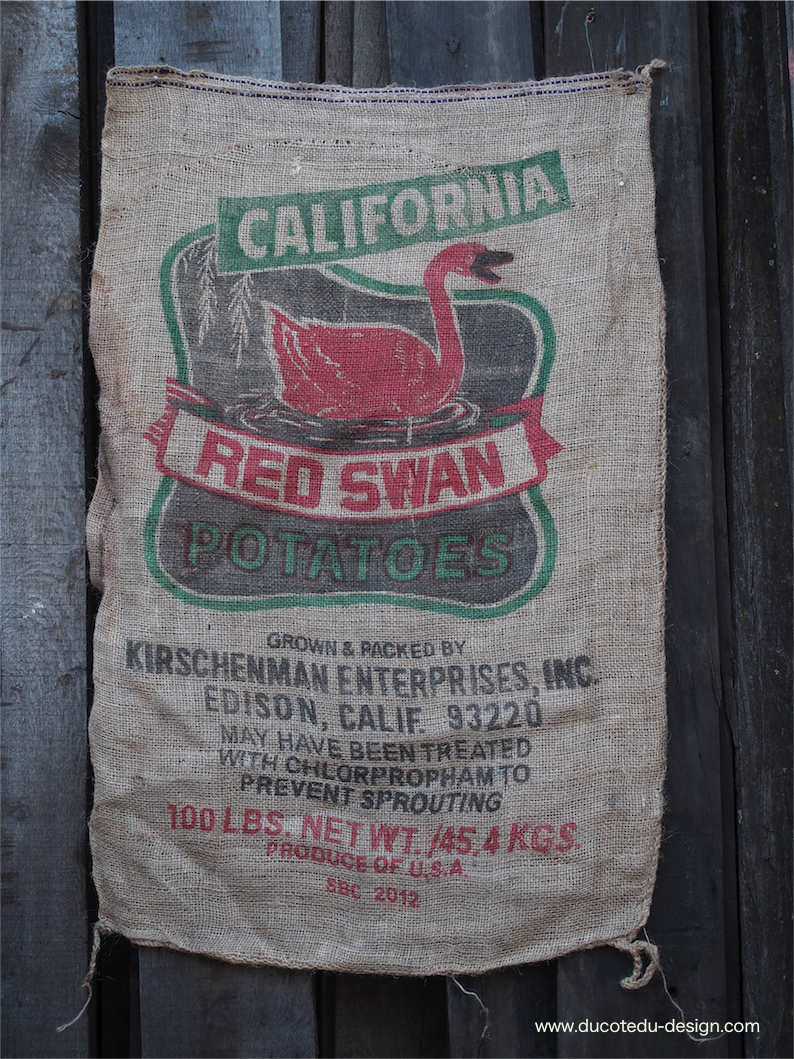 CALIFORNIA
RED SWAN
POTATOES
GROWN & PACKED BY
KIRSCHENMAN ENTERPRISES, INC.
EDISON, CALIF. 93220
MAY HAVE BEEN TREATED
WITH CHLORPROPHAM TO
PREVENT SPROUTING
100 LBS. NET WT. /45.4 KGS.
PRODUCE OF U.S.A.
SBC 2012
www.ducotedu-design.com